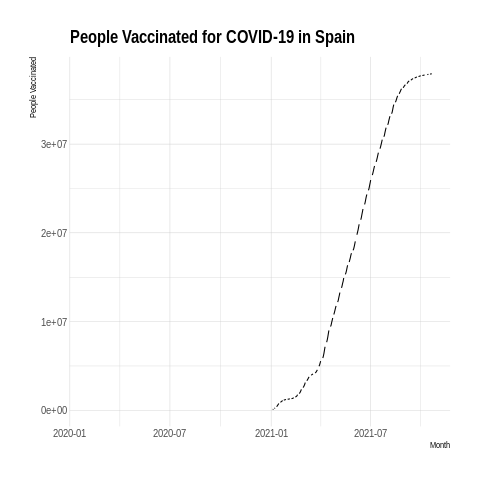 People Vaccinated for COVID-19 in Spain
People Vaccinated
3e+07
2e+07
1e+07
0e+00
2020-01 2020-07 2021-01 2021-07
Month